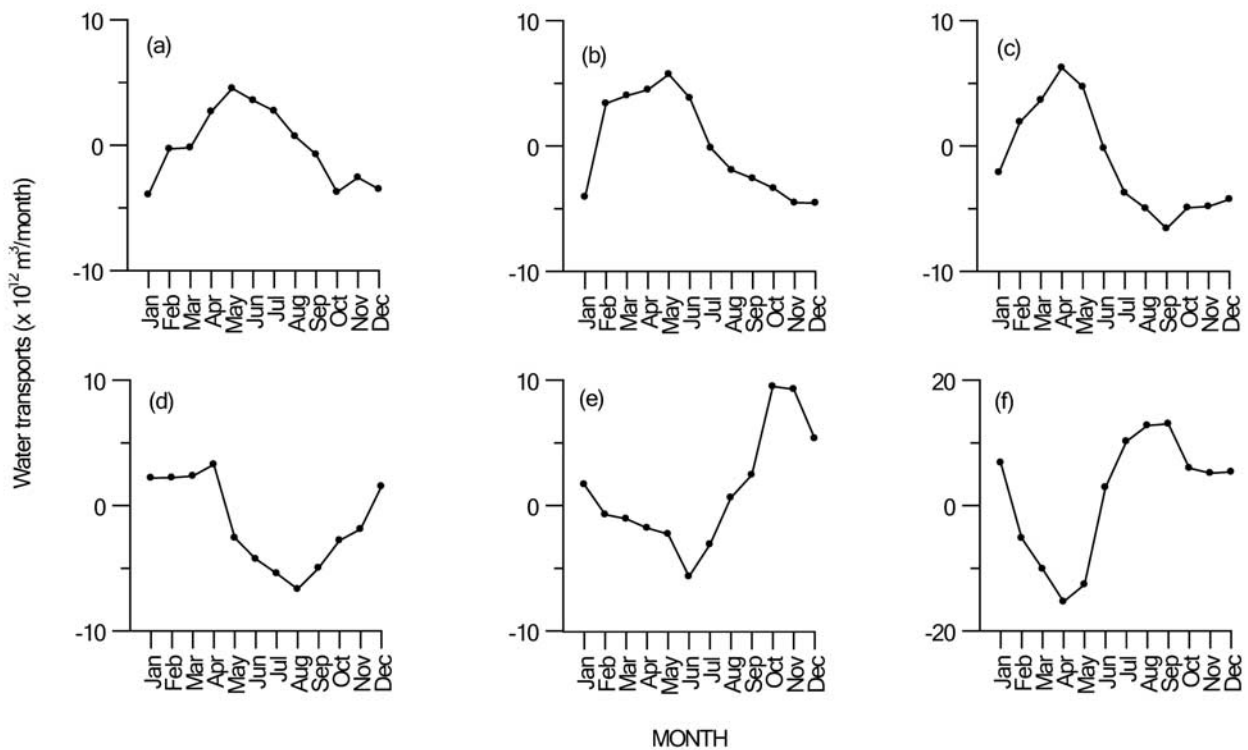 Water transports (x 10¹² m³/month)
10
0
-10
(a)
Jan
Feb
Mar
Apr
May
Jun
Jul
Aug
Sep
Oct
Nov
Dec
10
0
-10
(b)
Jan
Feb
Mar
Apr
May
Jun
Jul
Aug
Sep
Oct
Nov
Dec
10
0
-10
(c)
Jan
Feb
Mar
Apr
May
Jun
Jul
Aug
Sep
Oct
Nov
Dec
10
0
-10
(d)
Jan
Feb
Mar
Apr
May
Jun
Jul
Aug
Sep
Oct
Nov
Dec
10
0
-10
(e)
Jan
Feb
Mar
Apr
May
Jun
Jul
Aug
Sep
Oct
Nov
Dec
20
0
-20
(f)
Jan
Feb
Mar
Apr
May
Jun
Jul
Aug
Sep
Oct
Nov
Dec
MONTH